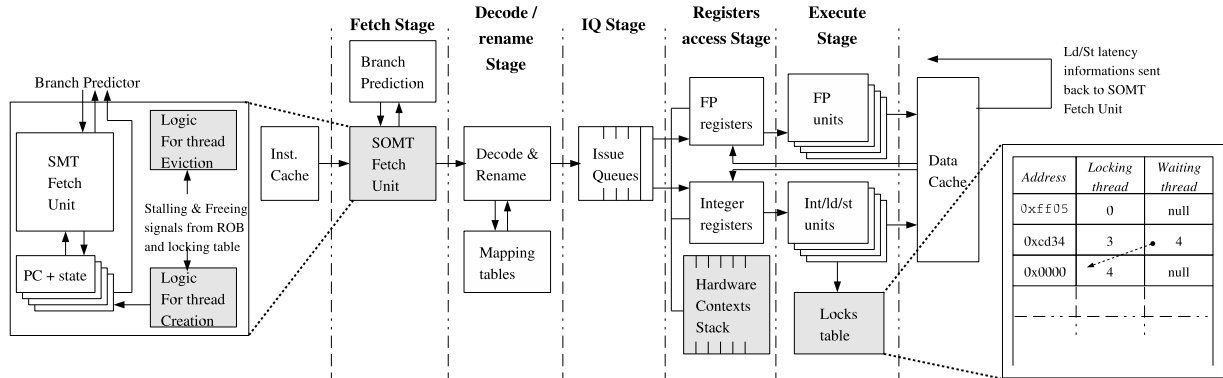 Branch Predictor
SMT
Fetch
Unit
PC + state
Logic
For thread
Eviction
Stalling & Freeing
signals from ROB
and locking table
Logic
For thread
Creation
Inst.
Cache
Fetch Stage
Branch
Prediction
SOMT
Fetch
Unit
Decode /
rename
Stage
Decode &
Rename
Mapping
tables
IQ Stage
Issue
Queues
Registers
access Stage
FP
registers
Integer
registers
Hardware
Contexts
Stack
Execute
Stage
FP
units
Int/ld/st
units
Locks
table
Data
Cache
Ld/St latency
informations sent
back to SOMT
Fetch Unit
Address Locking thread Waiting thread
0xff05 0 null
0xcd34 3 4
0x0000 4 null